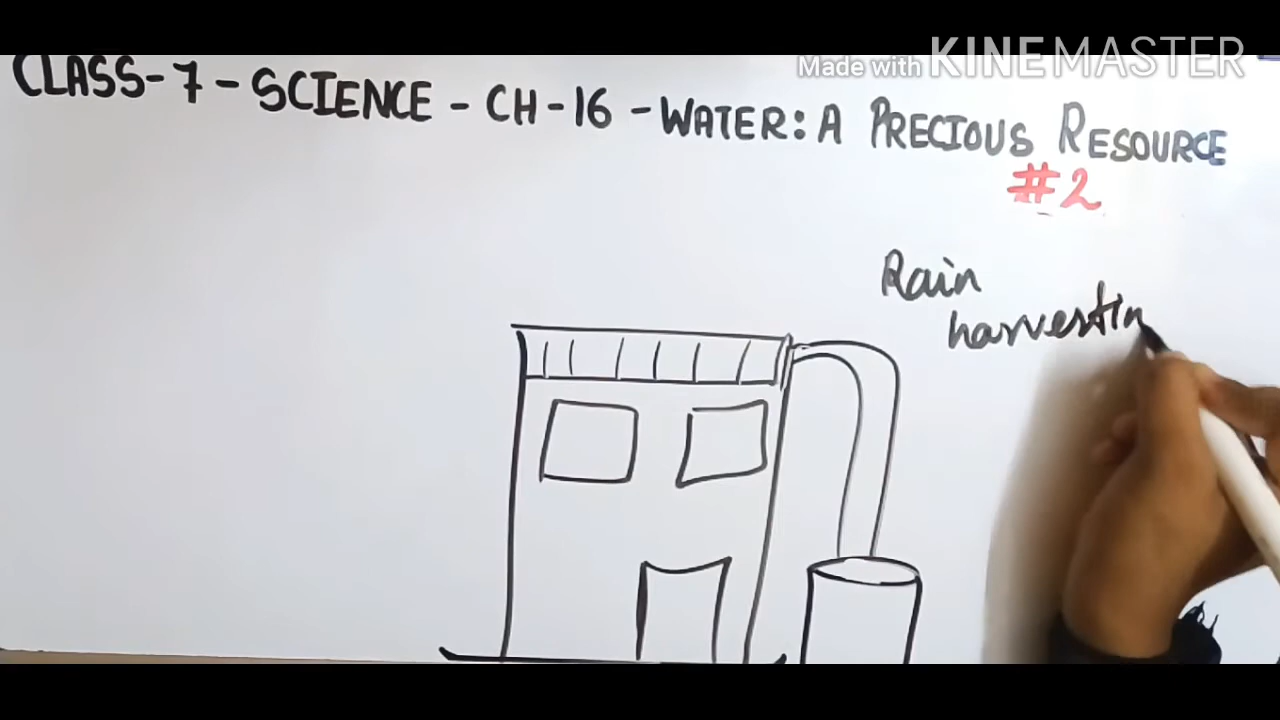 Made with KINEMASTER
CLASS-7-SCIENCE-CH-16-WATER: A PRECIOUS RESOURCE
#2
Rain
harvestin